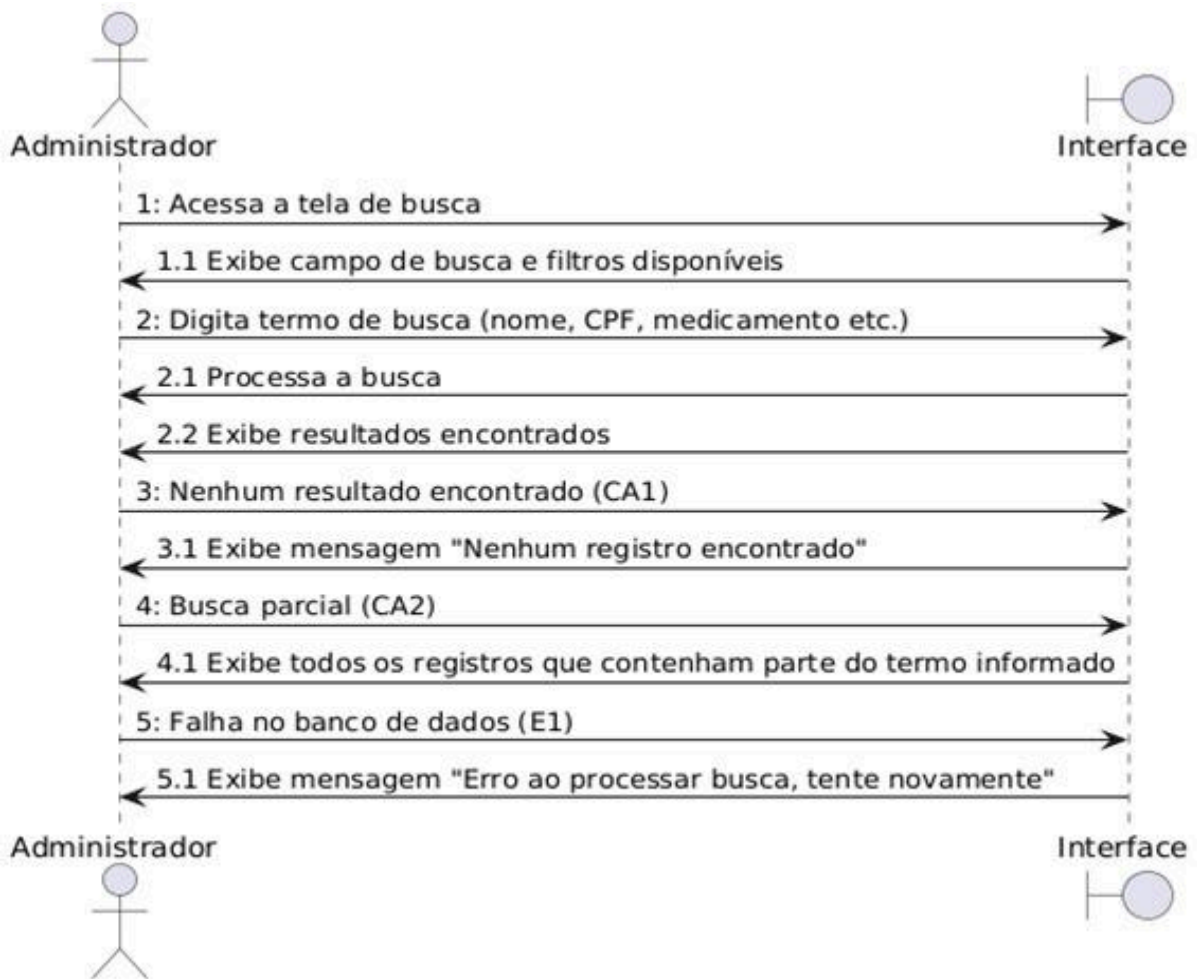 Administrador
Interface
1: Acessa a tela de busca
1.1 Exibe campo de busca e filtros disponíveis
2: Digita termo de busca (nome, CPF, medicamento etc.)
2.1 Processa a busca
2.2 Exibe resultados encontrados
3: Nenhum resultado encontrado (CA1)
3.1 Exibe mensagem "Nenhum registro encontrado"
4: Busca parcial (CA2)
4.1 Exibe todos os registros que contenham parte do termo informado
5: Falha no banco de dados (E1)
5.1 Exibe mensagem "Erro ao processar busca, tente novamente"
Administrador
Interface